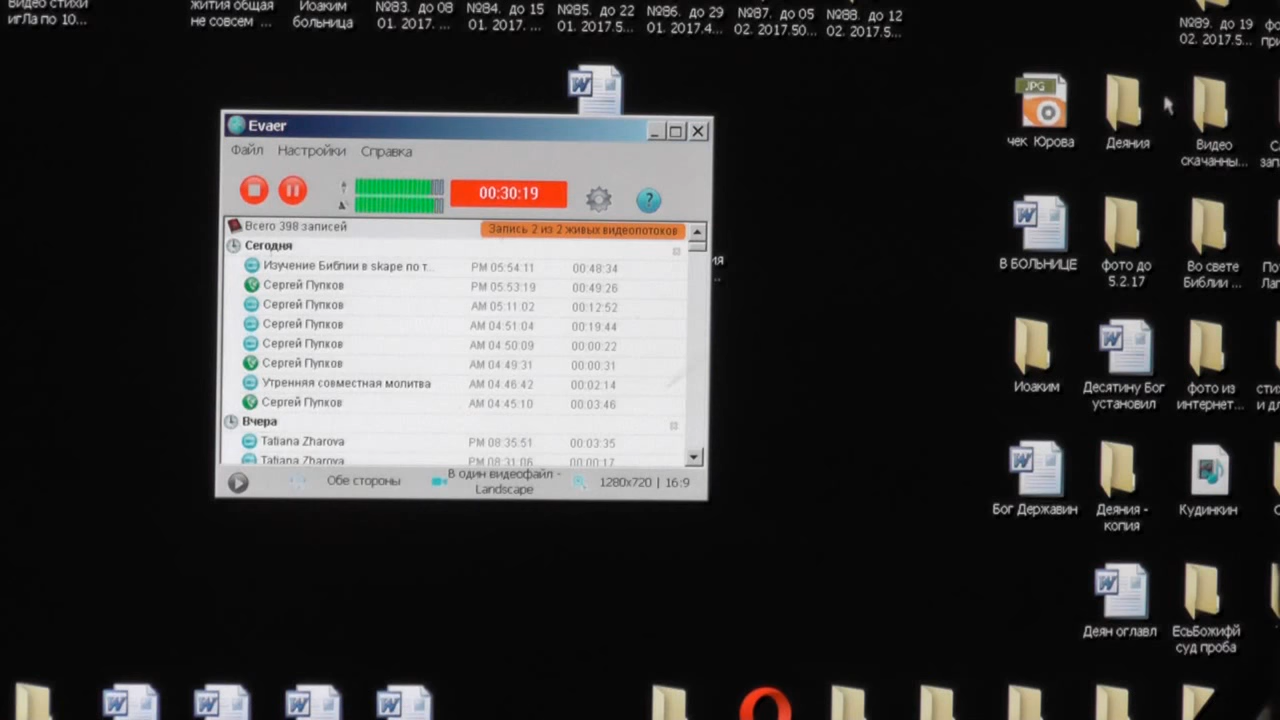 Видео стихи
игЛа по 10...
жития общая
не совсем ...
Иоаким
больница
№83. до 08
01. 2017. ...
№84. до 15
01. 2017. ...
№85. до 22
01. 2017.5...
№86. до 29
01. 2017.4...
№87. до 05
02. 2017.50...
№88. до 12
02. 2017.5...
№89. до 19
02. 2017.5...
Evaer
Файл Настройки Справка
00:30:19
?
Всего 398 записей
Запись 2 из 2 живых видеопотоков
Сегодня
Изучение Библии в skape по т... PM 05:54:11 00:48:34
Сергей Пупков PM 05:53:19 00:49:26
Сергей Пупков AM 05:11:02 00:12:52
Сергей Пупков AM 04:51:04 00:19:44
Сергей Пупков AM 04:50:09 00:00:22
Сергей Пупков AM 04:49:31 00:00:31
Утренняя совместная молитва AM 04:46:42 00:02:14
Сергей Пупков AM 04:45:10 00:03:46
Вчера
Tatiana Zharova PM 08:35:51 00:03:35
Tatiana Zharova PM 08:31:06 00:00:17
Обе стороны
В один видеофайл -
Landscape
1280x720 | 16:9
JPG
чек Юрова
Деяния
Видео
скачанны...
В БОЛЬНИЦЕ
фото до
5.2.17
Во свете
Библии ...
Иоаким
Десятину Бог
установил
фото из
интернет...
Бог Державин
Деяния -
копия
Кудинкин
Деян оглавл
ЕсьБожифй
суд проба